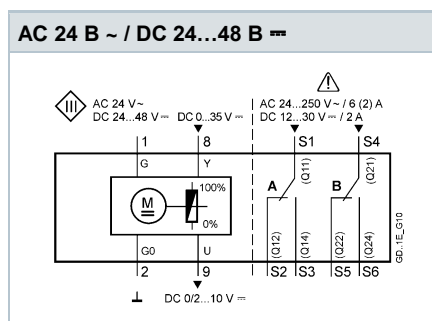 AC 24 В ~ / DC 24...48 В ⎓
III
AC 24 V ~
DC 24...48 V ⎓
DC 0...35 V ⎓
AC 24...250 V ~ / 6 (2) A
DC 12...30 V ⎓ / 2 A
1
8
S1
S4
G
Y
(Q11)
(Q21)
100%
A
B
M
0%
(Q12)
(Q14)
(Q22)
(Q24)
G0
U
2
9
S2
S3
S5
S6
DC 0/2...10 V ⎓
GD..1E_G10